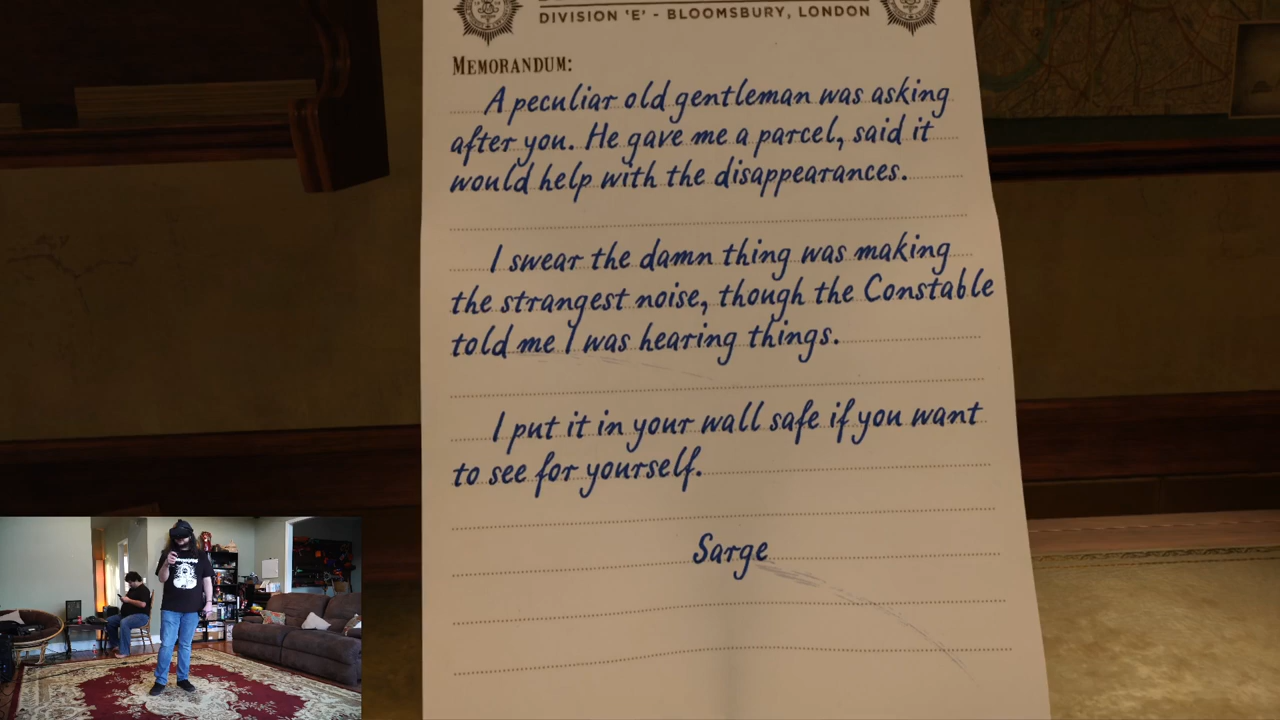 DIVISION 'E' - BLOOMSBURY, LONDON
MEMORANDUM:
A peculiar old gentleman was asking
after you. He gave me a parcel, said it
would help with the disappearances.
I swear the damn thing was making
the strangest noise, though the Constable
told me I was hearing things.
I put it in your wall safe if you want
to see for yourself.
Sarge